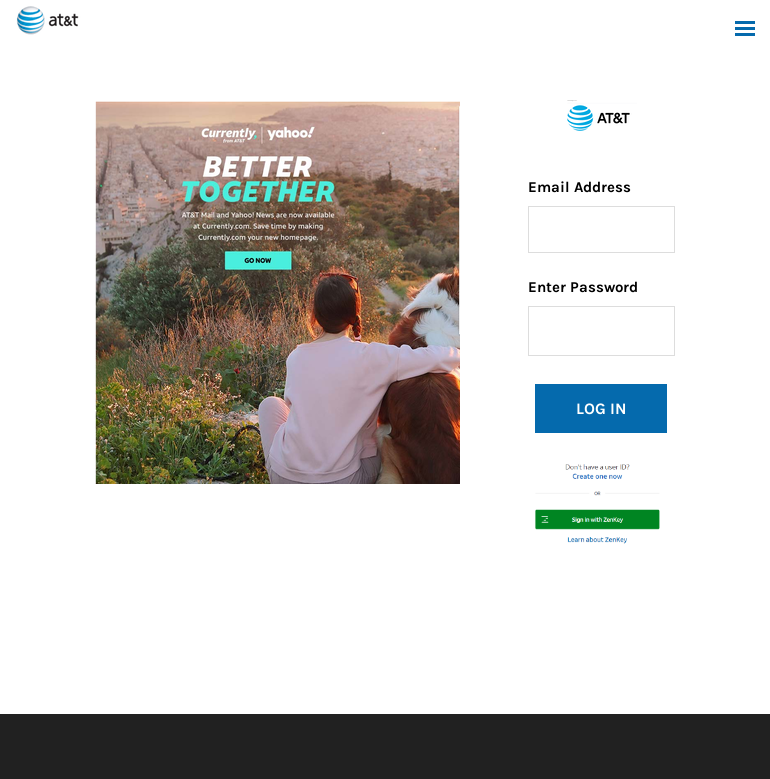 at&t
Currently
from AT&T
yahoo!
BETTER
TOGETHER
AT&T Mail and Yahoo! News are now available
at Currently.com. Save time by making
Currently.com your new homepage.
GO NOW
AT&T
Email Address
Enter Password
LOG IN
Don't have a user ID?
Create one now
OR
Sign in with ZenKey
Learn about ZenKey